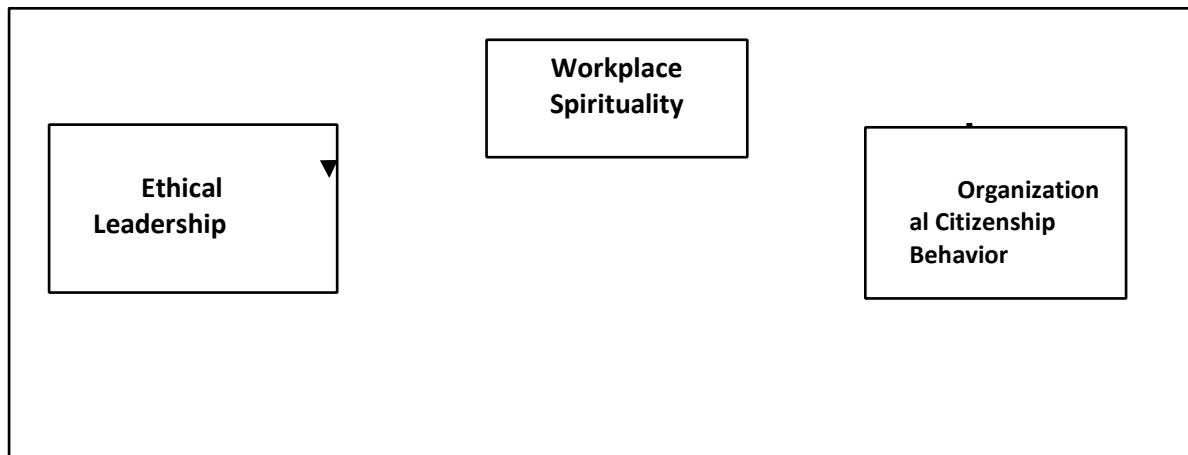 Workplace
Spirituality
Ethical
Leadership
Organization
al Citizenship
Behavior